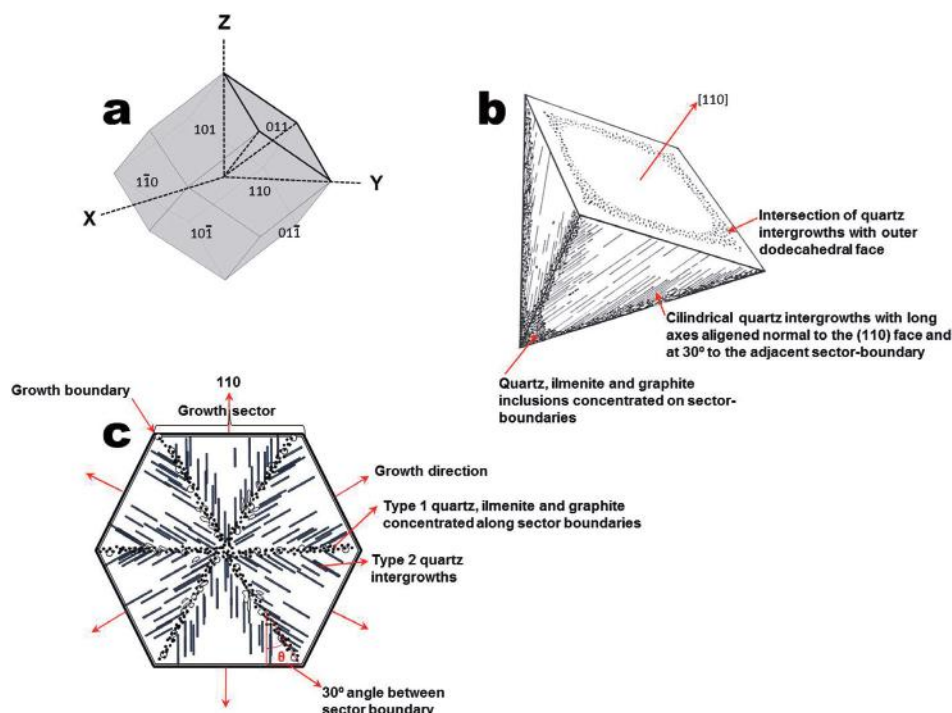 a
Z
101
011
110
Y
11̅0
X
101̅
011̅
b
[110]
Intersection of quartz
intergrowths with outer
dodecahedral face
Cilindrical quartz intergrowths with long
axes aligened normal to the (110) face and
at 30º to the adjacent sector-boundary
Quartz, ilmenite and graphite
inclusions concentrated on sector-
boundaries
c
Growth boundary
110
Growth sector
Growth direction
Type 1 quartz, ilmenite and graphite
concentrated along sector boundaries
Type 2 quartz
intergrowths
θ
30º angle between
sector boundary